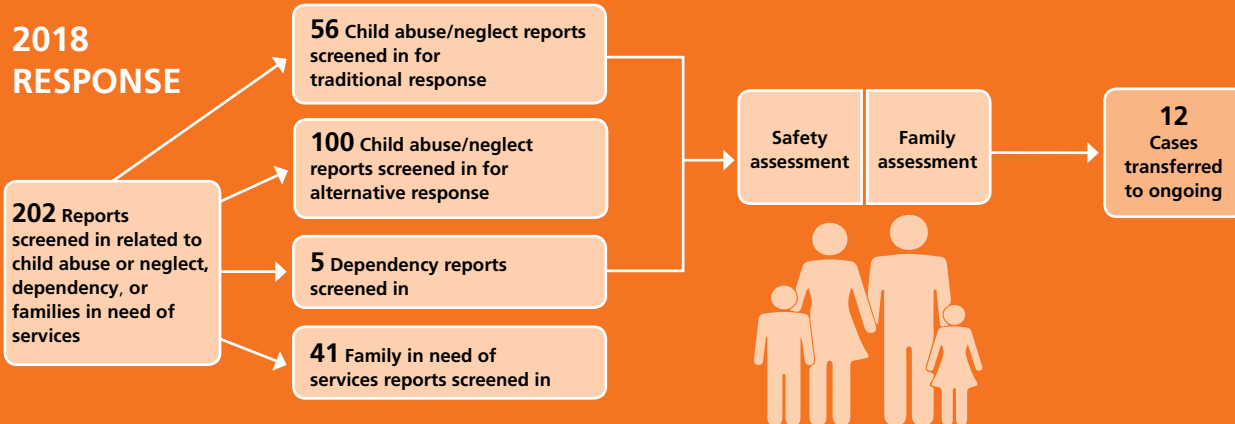 2018
RESPONSE
202 Reports
screened in related to
child abuse or neglect,
dependency, or
families in need of
services
56 Child abuse/neglect reports
screened in for
traditional response
100 Child abuse/neglect
reports screened in for
alternative response
5 Dependency reports
screened in
41 Family in need of
services reports screened in
Safety
assessment
Family
assessment
12
Cases
transferred
to ongoing